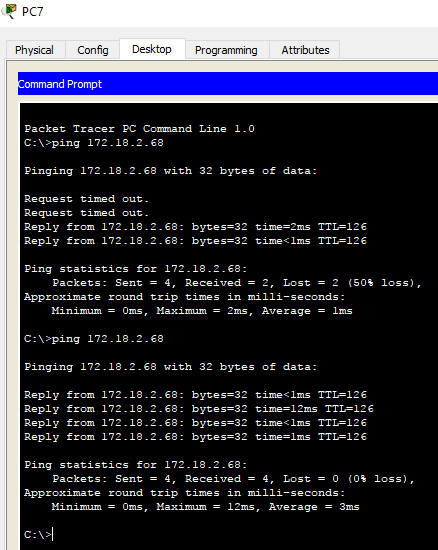 PC7
Physical Config Desktop Programming Attributes
Command Prompt
Packet Tracer PC Command Line 1.0
C:\>ping 172.18.2.68
Pinging 172.18.2.68 with 32 bytes of data:
Request timed out.
Request timed out.
Reply from 172.18.2.68: bytes=32 time=2ms TTL=126
Reply from 172.18.2.68: bytes=32 time<1ms TTL=126
Ping statistics for 172.18.2.68:
Packets: Sent = 4, Received = 2, Lost = 2 (50% loss),
Approximate round trip times in milli-seconds:
Minimum = 0ms, Maximum = 2ms, Average = 1ms
C:\>ping 172.18.2.68
Pinging 172.18.2.68 with 32 bytes of data:
Reply from 172.18.2.68: bytes=32 time<1ms TTL=126
Reply from 172.18.2.68: bytes=32 time=12ms TTL=126
Reply from 172.18.2.68: bytes=32 time<1ms TTL=126
Reply from 172.18.2.68: bytes=32 time=1ms TTL=126
Ping statistics for 172.18.2.68:
Packets: Sent = 4, Received = 4, Lost = 0 (0% loss),
Approximate round trip times in milli-seconds:
Minimum = 0ms, Maximum = 12ms, Average = 3ms
C:\>